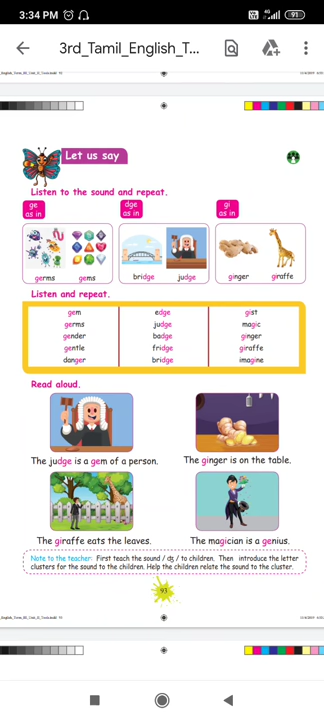 3:34 PM
4G
91
3rd_Tamil_English_T...
Let us say
Listen to the sound and repeat.
ge
as in
dge
as in
gi
as in
germs gems
bridge judge
ginger giraffe
Listen and repeat.
gem edge gist
germs judge magic
gender badge ginger
gentle fridge giraffe
danger bridge imagine
Read aloud.
The judge is a gem of a person.
The ginger is on the table.
The giraffe eats the leaves.
The magician is a genius.
Note to the teacher: First teach the sound / ʤ / to children. Then introduce the letter
clusters for the sound to the children. Help the children relate the sound to the cluster.
93